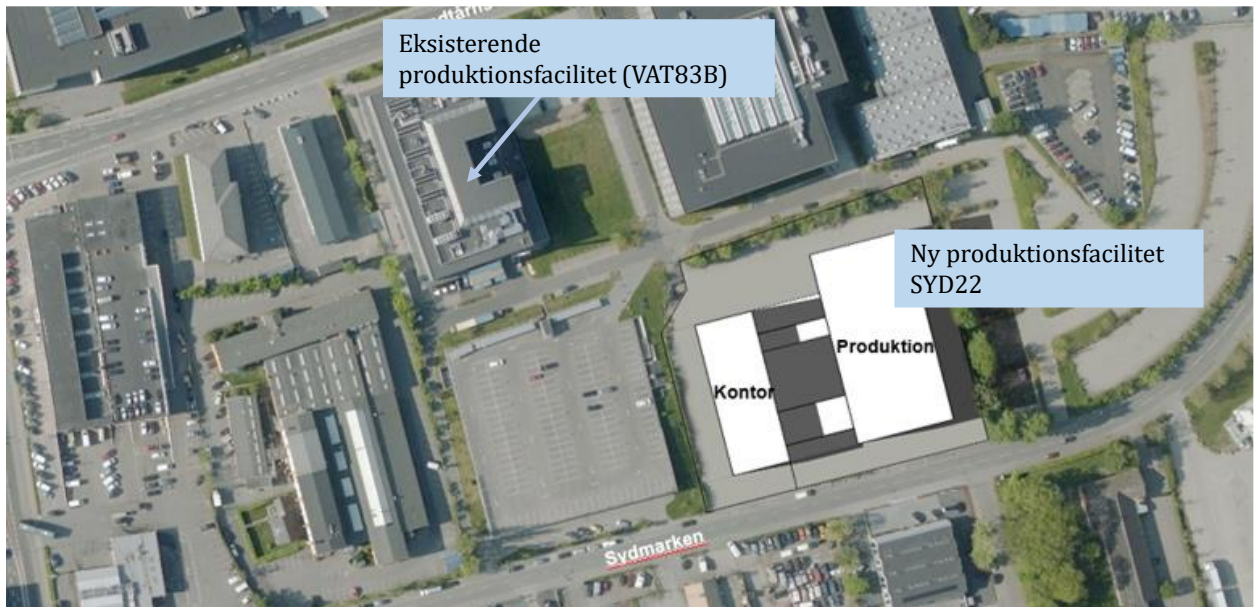 Eksisterende
produktionsfacilitet (VAT83B)
Ny produktionsfacilitet
SYD22
Produktion
Kontor
Sydmarken